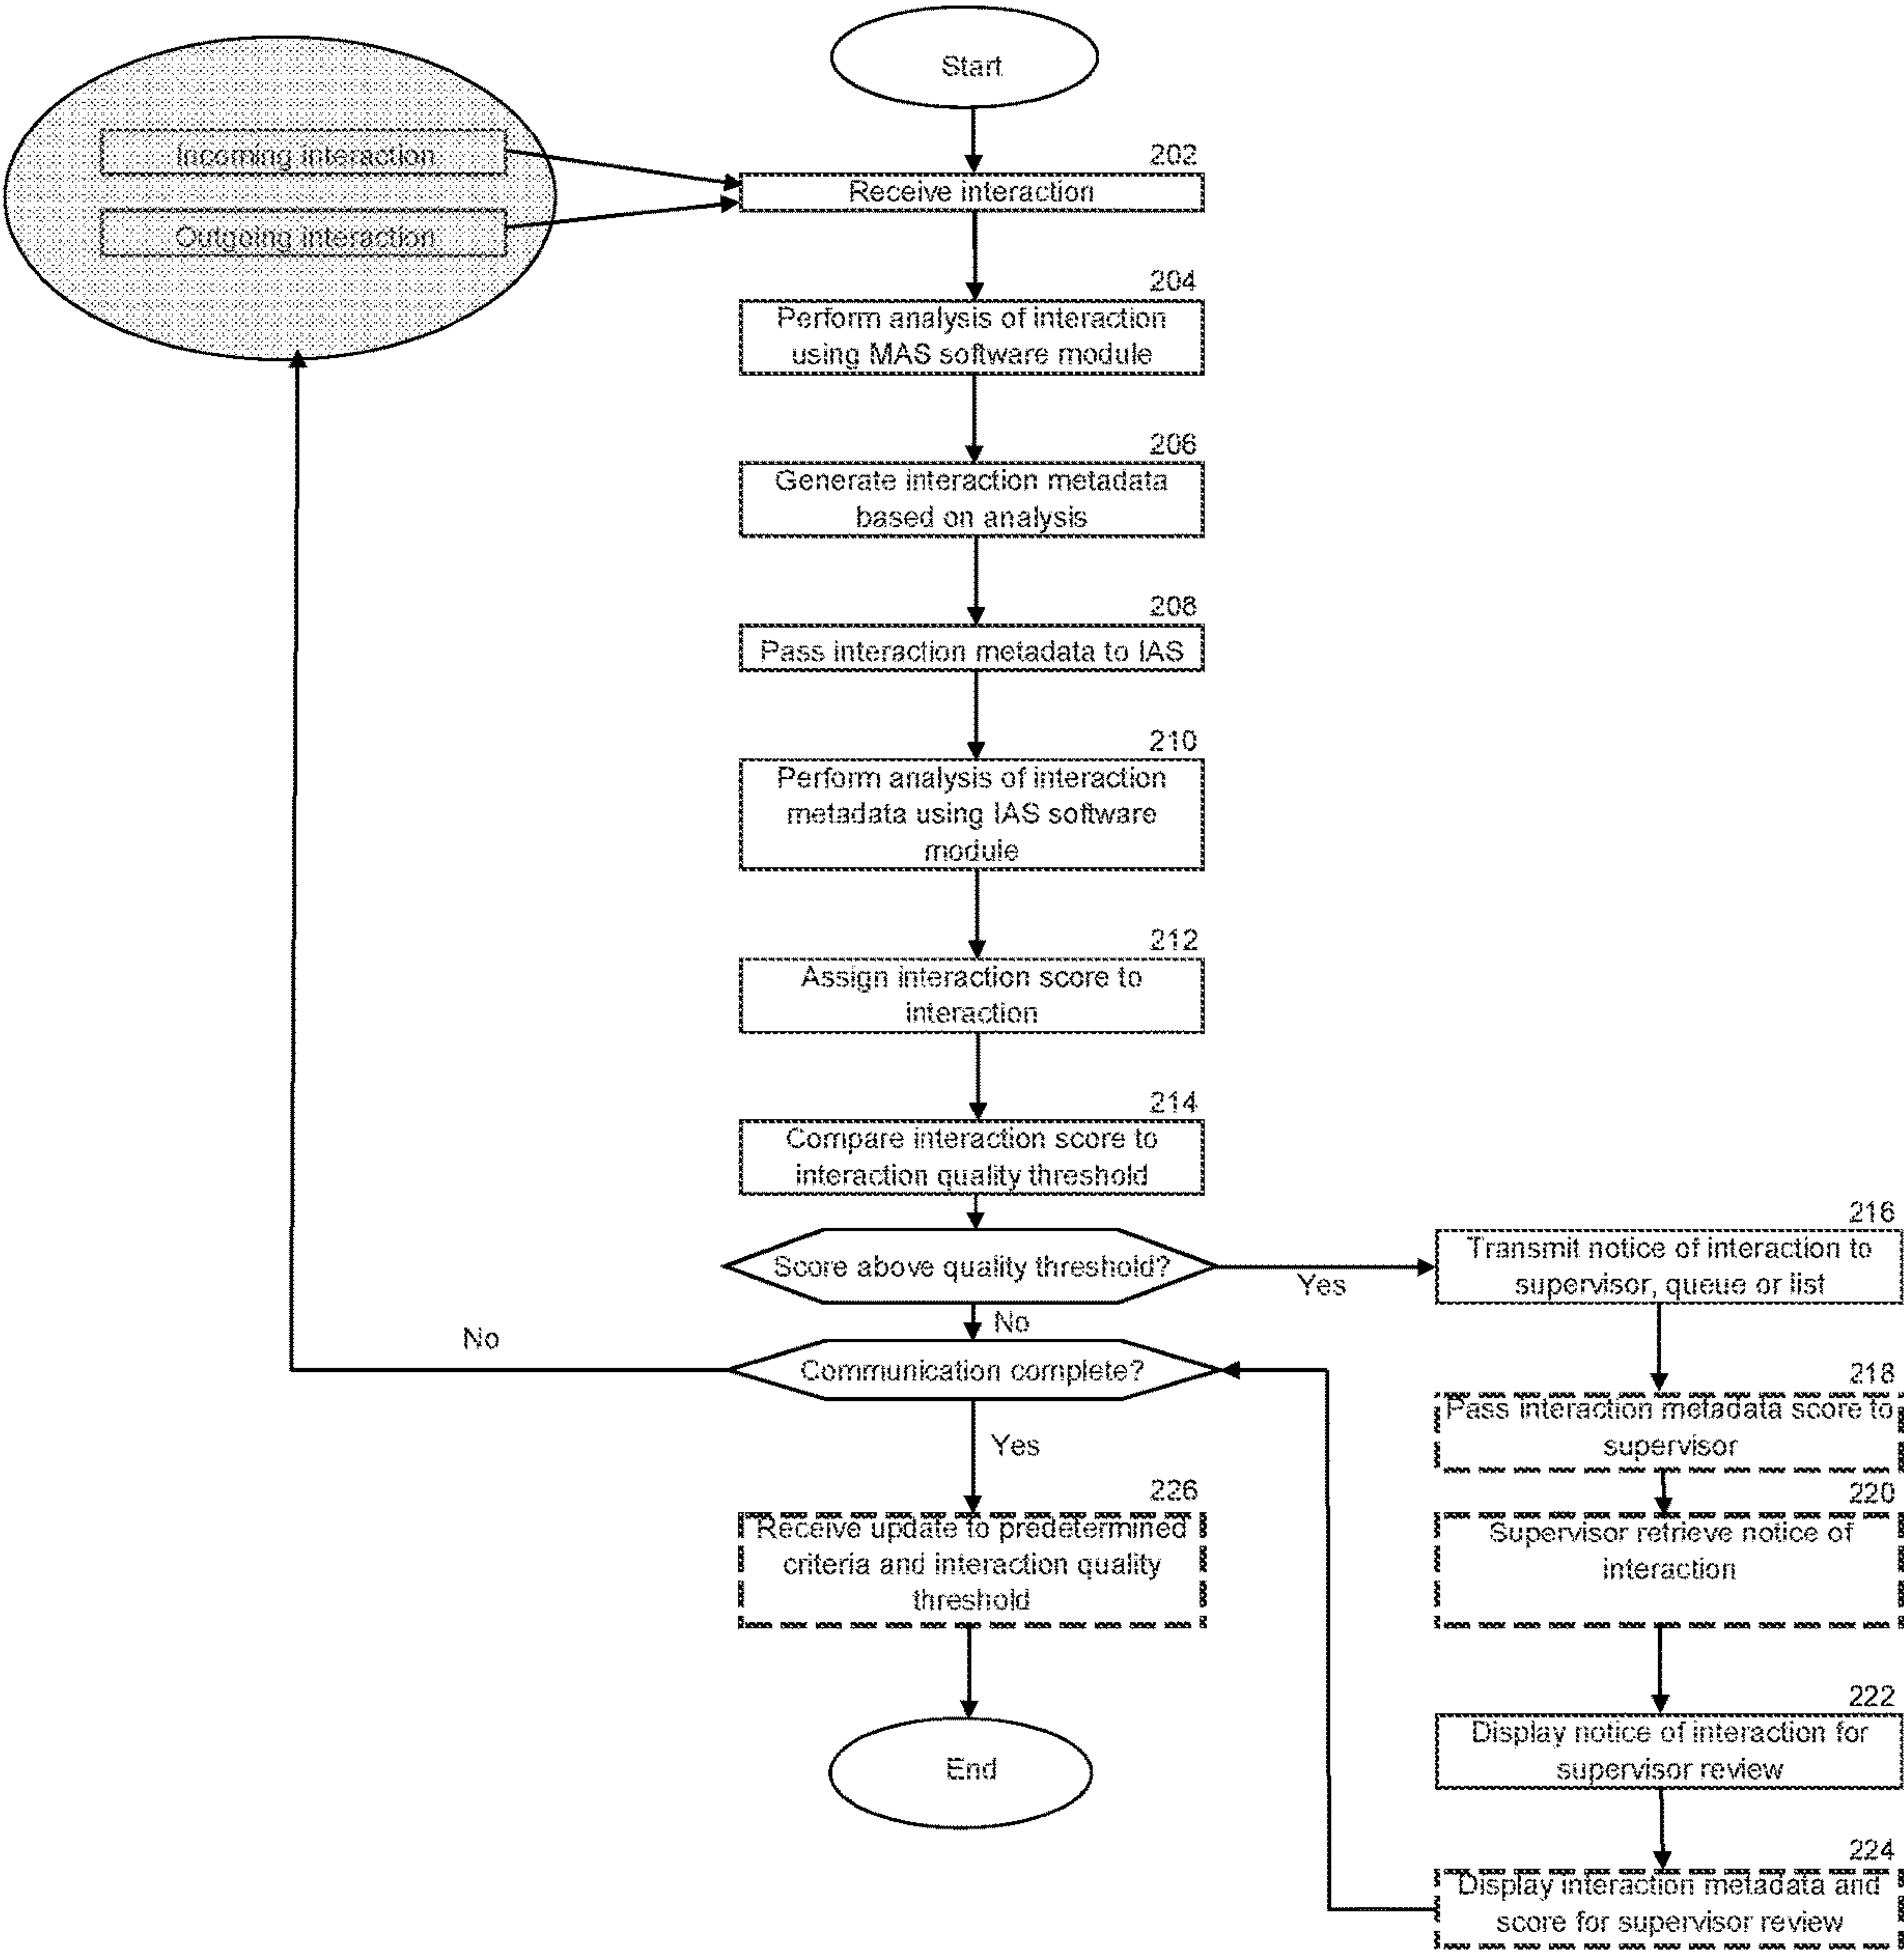 Start
Incoming interaction
Outgoing interaction
202
Receive interaction
204
Perform analysis of interaction
using MAS software module
206
Generate interaction metadata
based on analysis
208
Pass interaction metadata to IAS
210
Perform analysis of interaction
metadata using IAS software
module
212
Assign interaction score to
interaction
214
Compare interaction score to
interaction quality threshold
Score above quality threshold?
Yes
No
216
Transmit notice of interaction to
supervisor, queue or list
218
Pass interaction metadata score to
supervisor
220
Supervisor retrieve notice of
interaction
222
Display notice of interaction for
supervisor review
224
Display interaction metadata and
score for supervisor review
Communication complete?
No
Yes
226
Receive update to predetermined
criteria and interaction quality
threshold
End